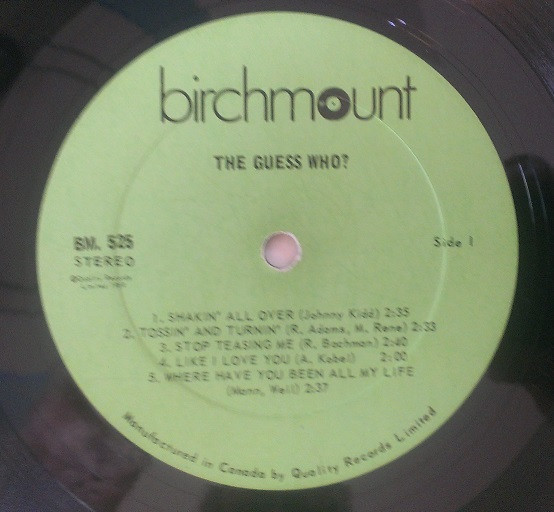 birchmount
THE GUESS WHO?
BM. 525
STEREO
Side 1
1. SHAKIN' ALL OVER (Johnny Kidd) 2:35
2. TOSSIN' AND TURNIN' (R. Adams, M. Rene) 2:33
3. STOP TEASING ME (R. Bachman) 2:40
4. LIKE I LOVE YOU (A. Kobel) 2:00
5. WHERE HAVE YOU BEEN ALL MY LIFE
(Mann, Weil) 2:37
Manufactured in Canada by Quality Records Limited